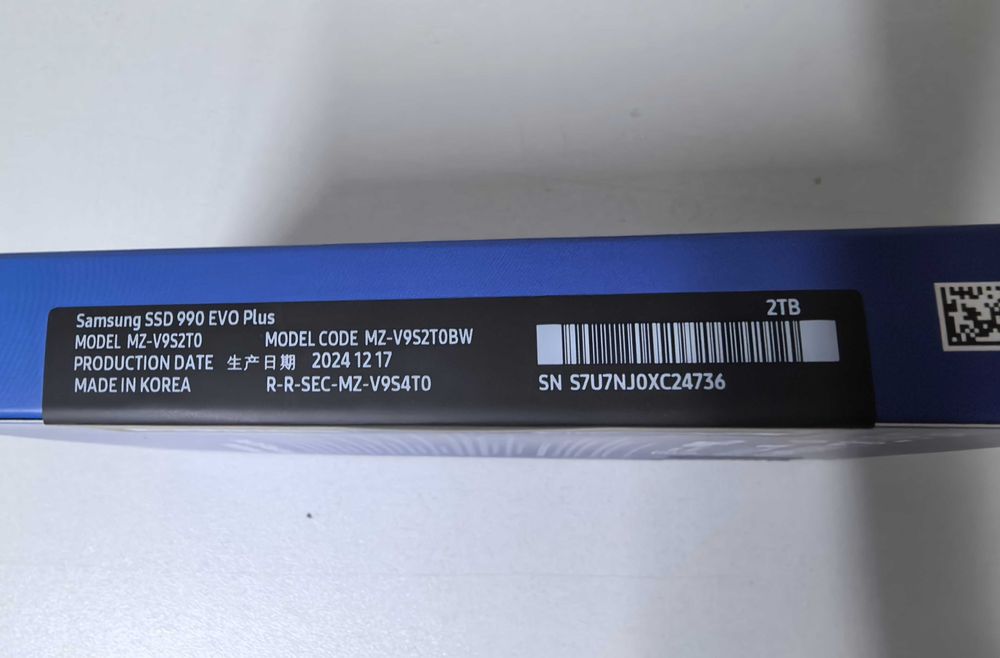 Samsung SSD 990 EVO Plus
MODEL MZ-V9S2T0 MODEL CODE MZ-V9S2T0BW
PRODUCTION DATE 生产日期 2024 12 17
MADE IN KOREA R-R-SEC-MZ-V9S4T0
2TB
SN S7U7NJ0XC24736